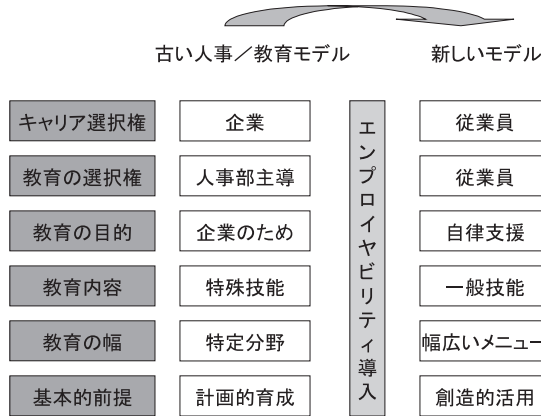 古い人事／教育モデル
新しいモデル
キャリア選択権
企業
従業員
教育の選択権
人事部主導
従業員
教育の目的
企業のため
自律支援
教育内容
特殊技能
一般技能
教育の幅
特定分野
幅広いメニュー
基本的前提
計画的育成
創造的活用
エンプロイヤビリティ導入